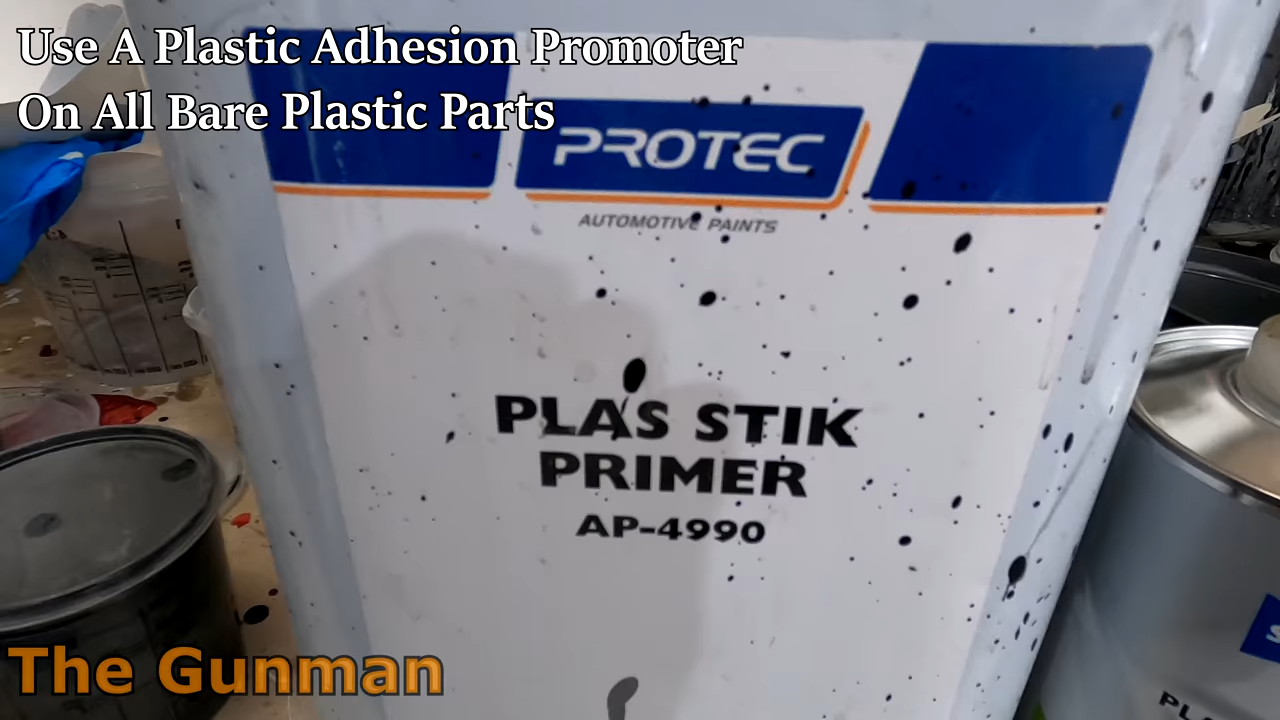 Use A Plastic Adhesion Promoter
On All Bare Plastic Parts
PROTEC
AUTOMOTIVE PAINTS
PLAS STIK
PRIMER
AP-4990
The Gunman